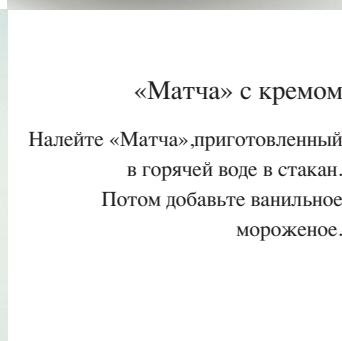 «Матча» с кремом
Налейте «Матча»,приготовленный
в горячей воде в стакан.
Потом добавьте ванильное
мороженое.